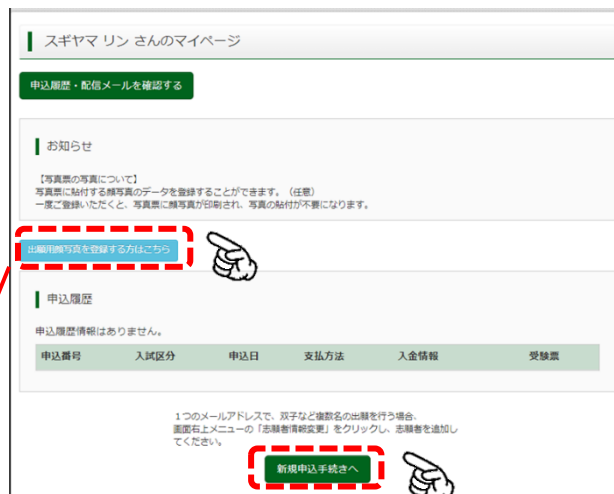 スギヤマ リン さんのマイページ
申込履歴・配信メールを確認する
お知らせ
【写真票の写真について】
写真票に貼付する顔写真のデータを登録することができます。（任意）
一度ご登録いただくと、写真票に顔写真が印刷され、写真の貼付が不要になります。
出願用顔写真を登録する方はこちら
申込履歴
申込履歴情報はありません。
申込番号 入試区分 申込日 支払方法 入金情報 受験票
1つのメールアドレスで、双子など複数名の出願を行う場合、
画面右上メニューの「志願者情報変更」をクリックし、志願者を追加し
てください。
新規申込手続きへ